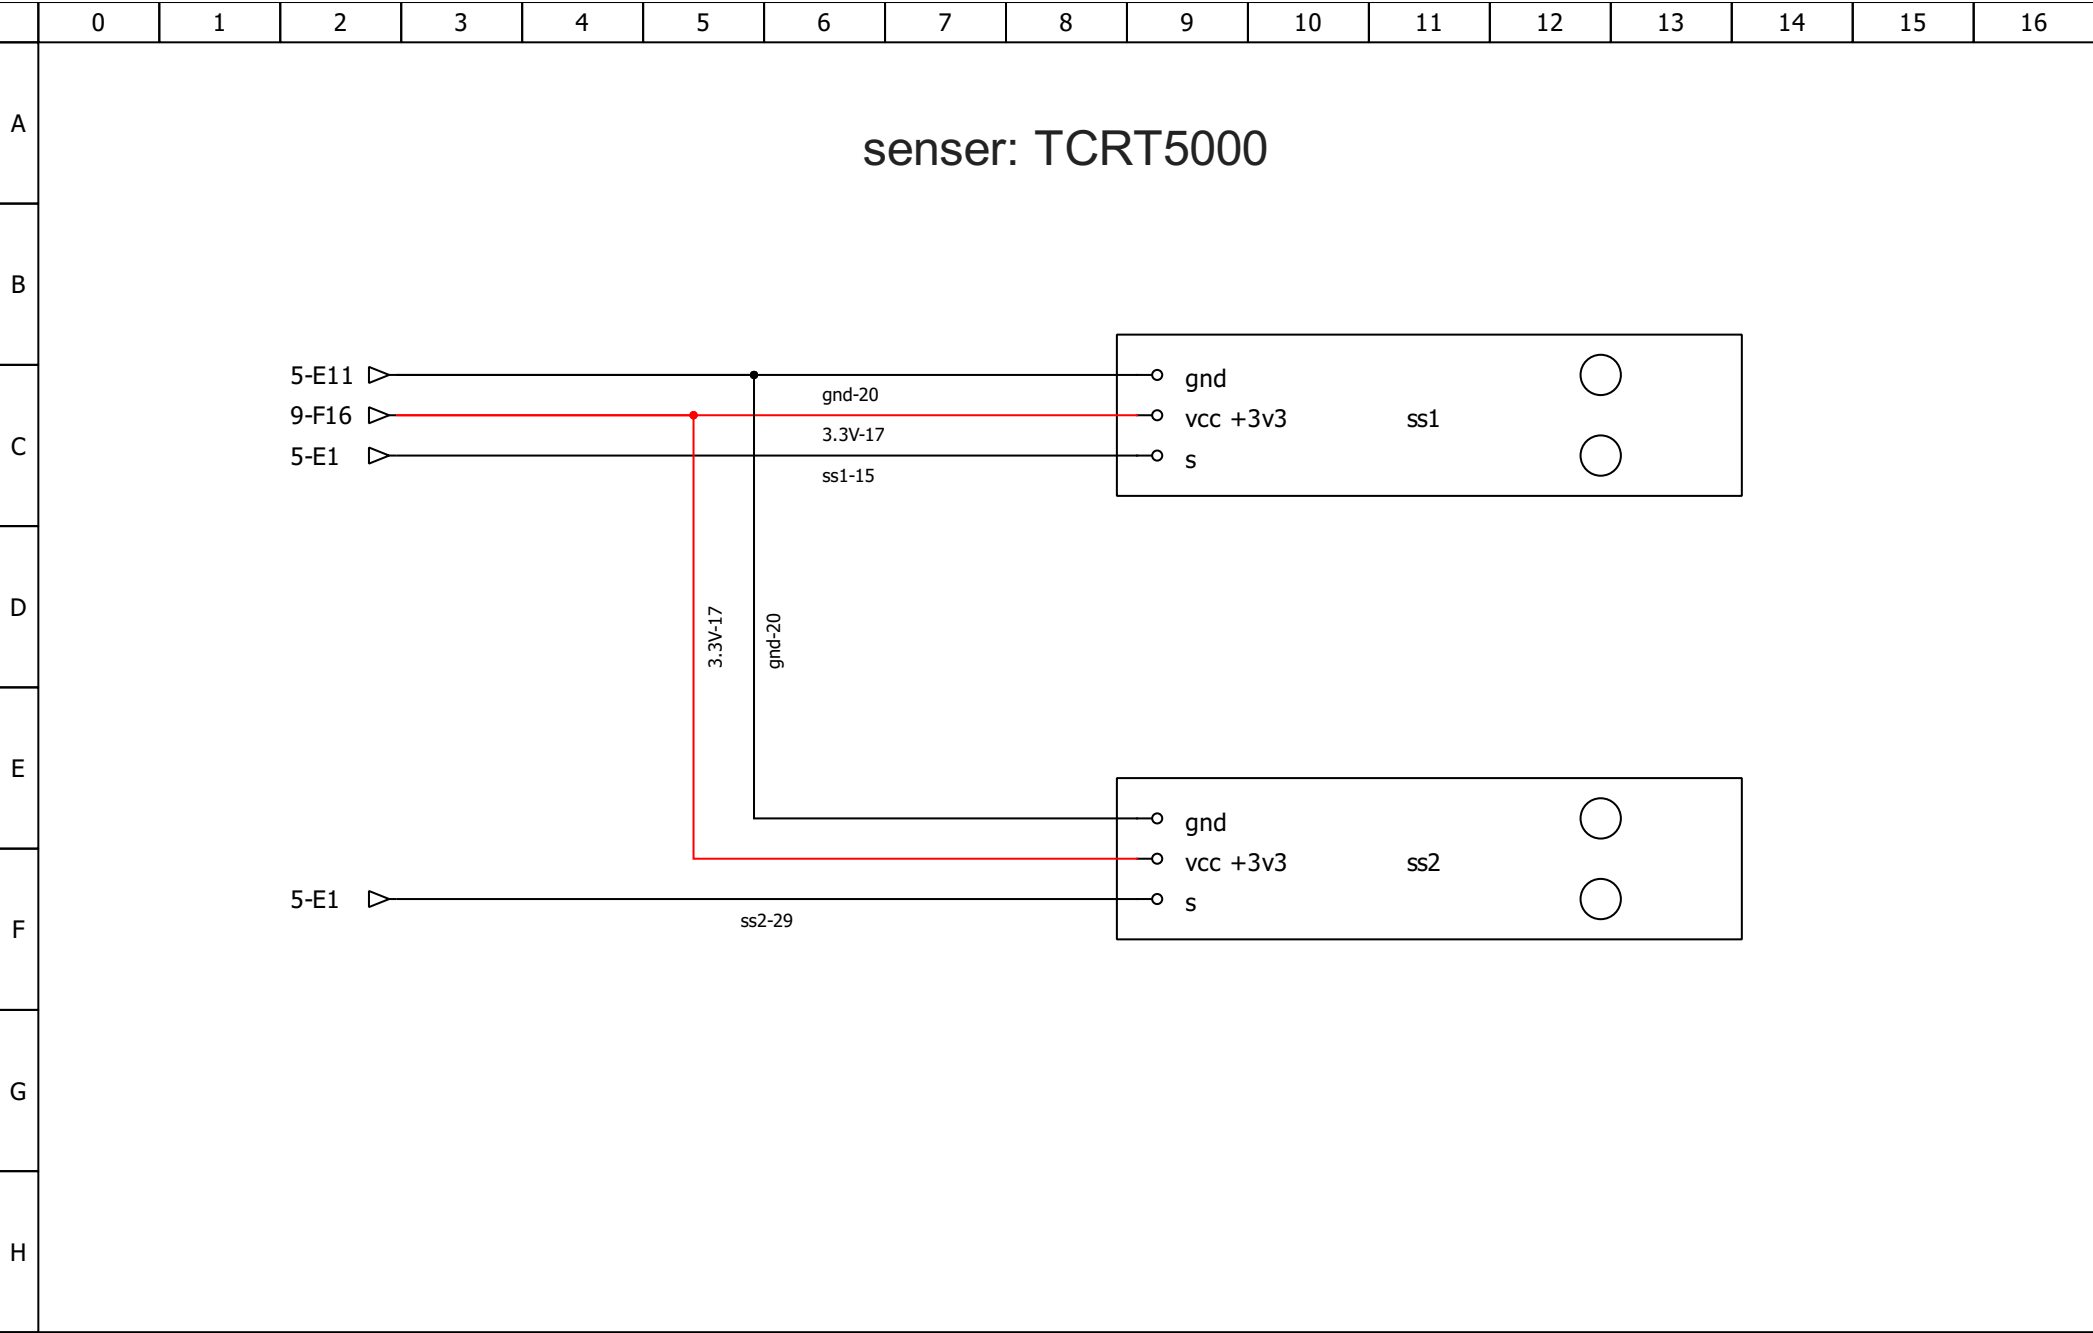 0 1 2 3 4 5 6 7 8 9 10 11 12 13 14 15 16
A
senser: TCRT5000
B
5-E11 gnd
gnd-20
9-F16 vcc +3v3 ss1
3.3V-17
C
5-E1 s
ss1-15
D
3.3V-17
gnd-20
E
gnd
vcc +3v3 ss2
5-E1 s
ss2-29
F
G
H